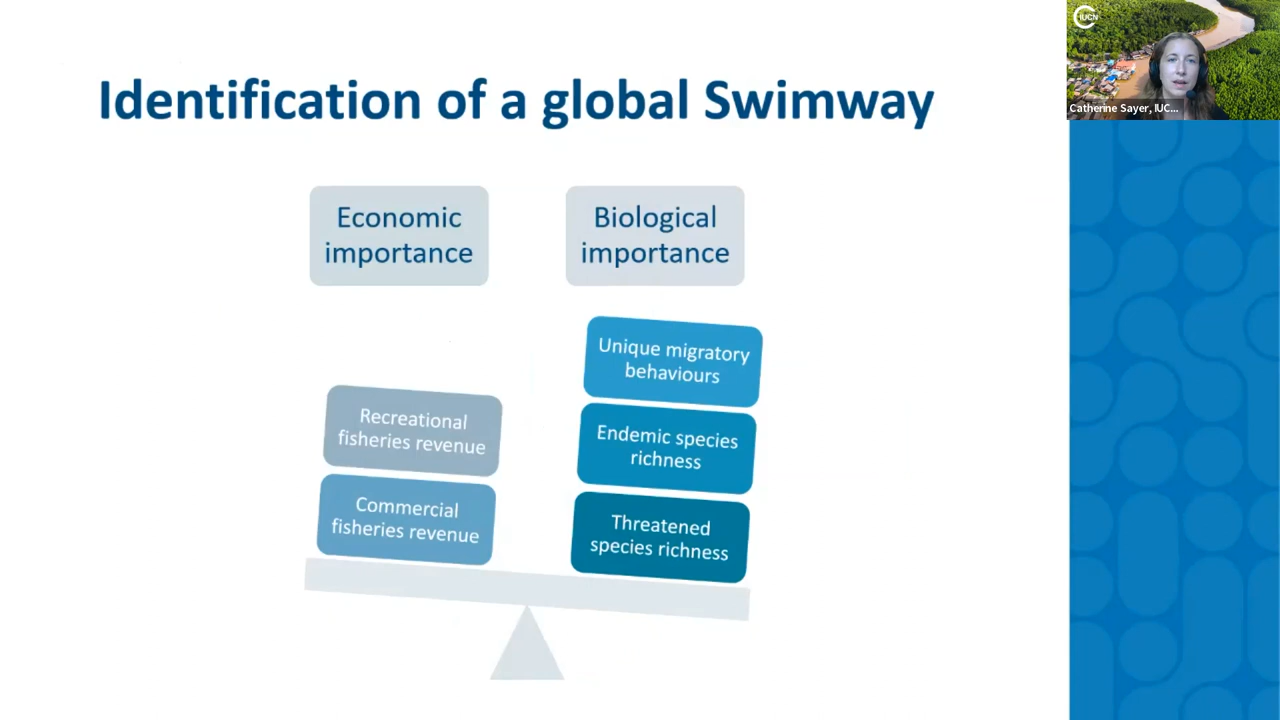 IUCN
Catherine Sayer, IUC...
Identification of a global Swimway
Economic
importance
Biological
importance
Recreational
fisheries revenue
Commercial
fisheries revenue
Unique migratory
behaviours
Endemic species
richness
Threatened
species richness